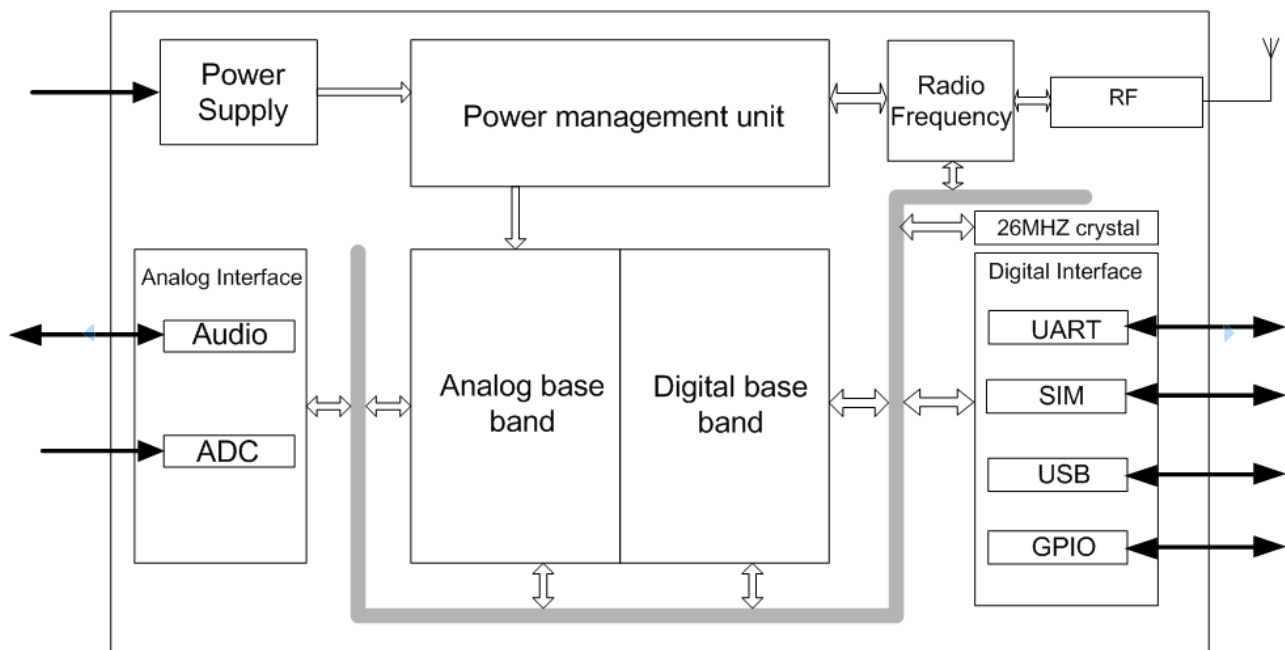 Power
Supply
Power management unit
Radio
Frequency
RF
26MHZ crystal
Analog Interface
Audio
ADC
Analog base
band
Digital base
band
Digital Interface
UART
SIM
USB
GPIO